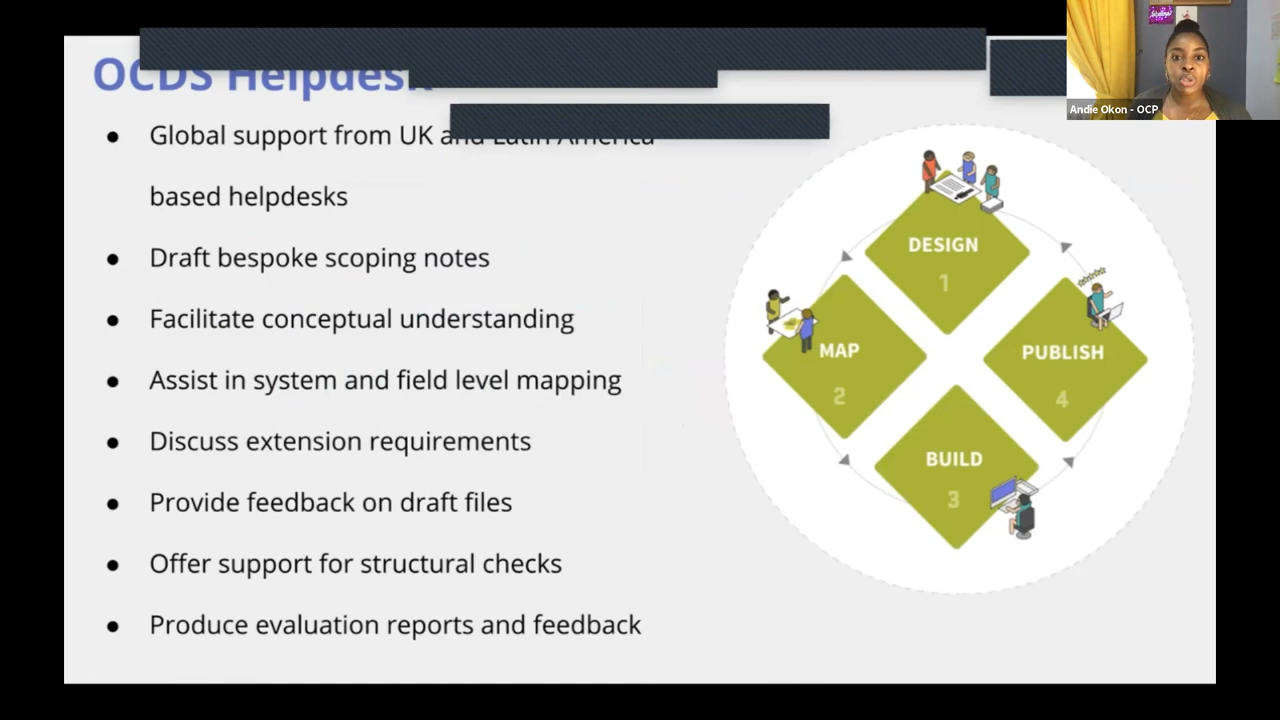 OCDS Helpdesk
● Global support from UK and Latin America
based helpdesks
● Draft bespoke scoping notes
● Facilitate conceptual understanding
● Assist in system and field level mapping
● Discuss extension requirements
● Provide feedback on draft files
● Offer support for structural checks
● Produce evaluation reports and feedback
DESIGN
1
MAP
2
BUILD
3
PUBLISH
4
Andie Okon - OCP